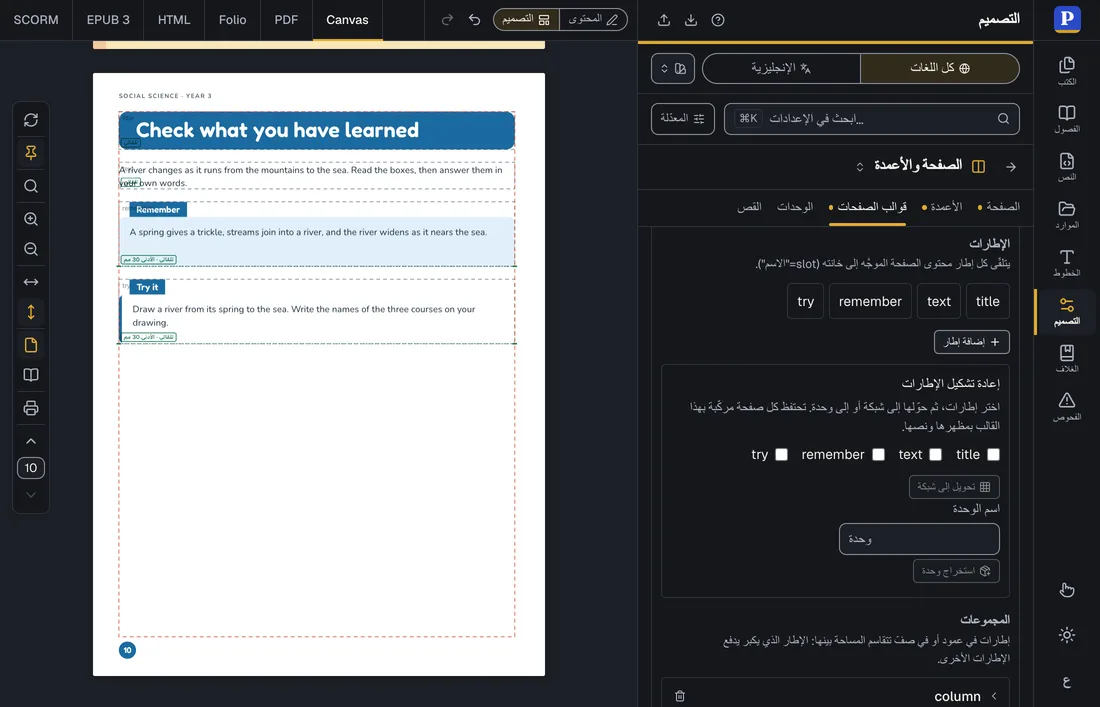 SCORM
EPUB 3
HTML
Folio
PDF
Canvas
التصميم
المحتوى
التصميم
P
كل اللغات
الإنجليزية
ابحث في الإعدادات...
⌘K
المعدّلة
الصفحة والأعمدة
الصفحة
الأعمدة
قوالب الصفحات
الوحدات
القص
الإطارات
يتلقّى كل إطار محتوى الصفحة الموجَّه إلى خانته (slot="الاسم").
title
text
remember
try
+ إضافة إطار
إعادة تشكيل الإطارات
اختر إطارات، ثم حوّلها إلى شبكة أو إلى وحدة. تحتفظ كل صفحة مركّبة بهذا
القالب بمظهرها ونصها.
title
text
remember
try
تحويل إلى شبكة
اسم الوحدة
وحدة
استخراج وحدة
المجموعات
إطارات في عمود أو في صفّ تتقاسم المساحة بينها: الإطار الذي يكبر يدفع
الإطارات الأخرى.
column
الكتب
الفصول
النص
الموارد
الخطوط
التصميم
الغلاف
الفحوص
ع
10
SOCIAL SCIENCE · YEAR 3
Check what you have learned
A river changes as it runs from the mountains to the sea. Read the boxes, then answer them in
your own words.
Remember
A spring gives a trickle, streams join into a river, and the river widens as it nears the sea.
تلقائي · الأدنى 30 مم
Try it
Draw a river from its spring to the sea. Write the names of the three courses on your
drawing.
تلقائي · الأدنى 30 مم
10